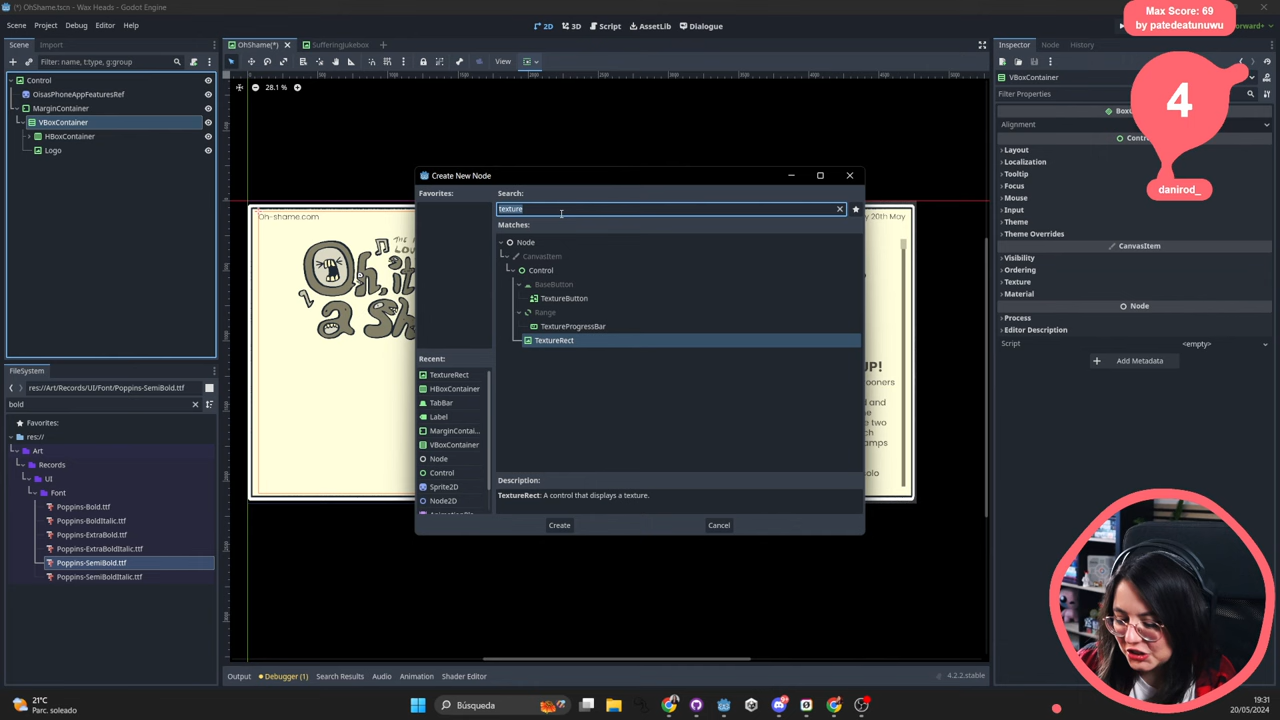 (*) OhShame.tscn - Wax Heads - Godot Engine
Scene Project Debug Editor Help
2D 3D Script AssetLib Dialogue
Max Score: 69
by patedeatunuwu
4
danirod_
Scene Import
Filter: name, t:type, g:group
Control
OisasPhoneAppFeaturesRef
MarginContainer
VBoxContainer
HBoxContainer
Logo
OhShame(*) SufferingJukebox
View
28.1 %
On-shame.com
Oh, it
a Sh
20th May
UP!
Create New Node
Favorites:
Search:
texture
Matches:
Node
CanvasItem
Control
BaseButton
TextureButton
Range
TextureProgressBar
TextureRect
Recent:
TextureRect
HBoxContainer
TabBar
Label
MarginContai...
VBoxContainer
Node
Control
Sprite2D
Node2D
Description:
TextureRect: A control that displays a texture.
Create Cancel
FileSystem
res://Art/Records/UI/Font/Poppins-SemiBold.ttf
bold
Favorites:
res://
Art
Records
UI
Font
Poppins-Bold.ttf
Poppins-BoldItalic.ttf
Poppins-ExtraBold.ttf
Poppins-ExtraBoldItalic.ttf
Poppins-SemiBold.ttf
Poppins-SemiBoldItalic.ttf
Output Debugger (1) Search Results Audio Animation Shader Editor
4.2.2.stable
Inspector Node History
VBoxContainer
Filter Properties
Alignment
Layout
Localization
Tooltip
Focus
Mouse
Input
Theme
Theme Overrides
CanvasItem
Visibility
Ordering
Texture
Material
Node
Process
Editor Description
Script <empty>
Add Metadata
21°C
Parc. soleado
Búsqueda
19:31
20/05/2024